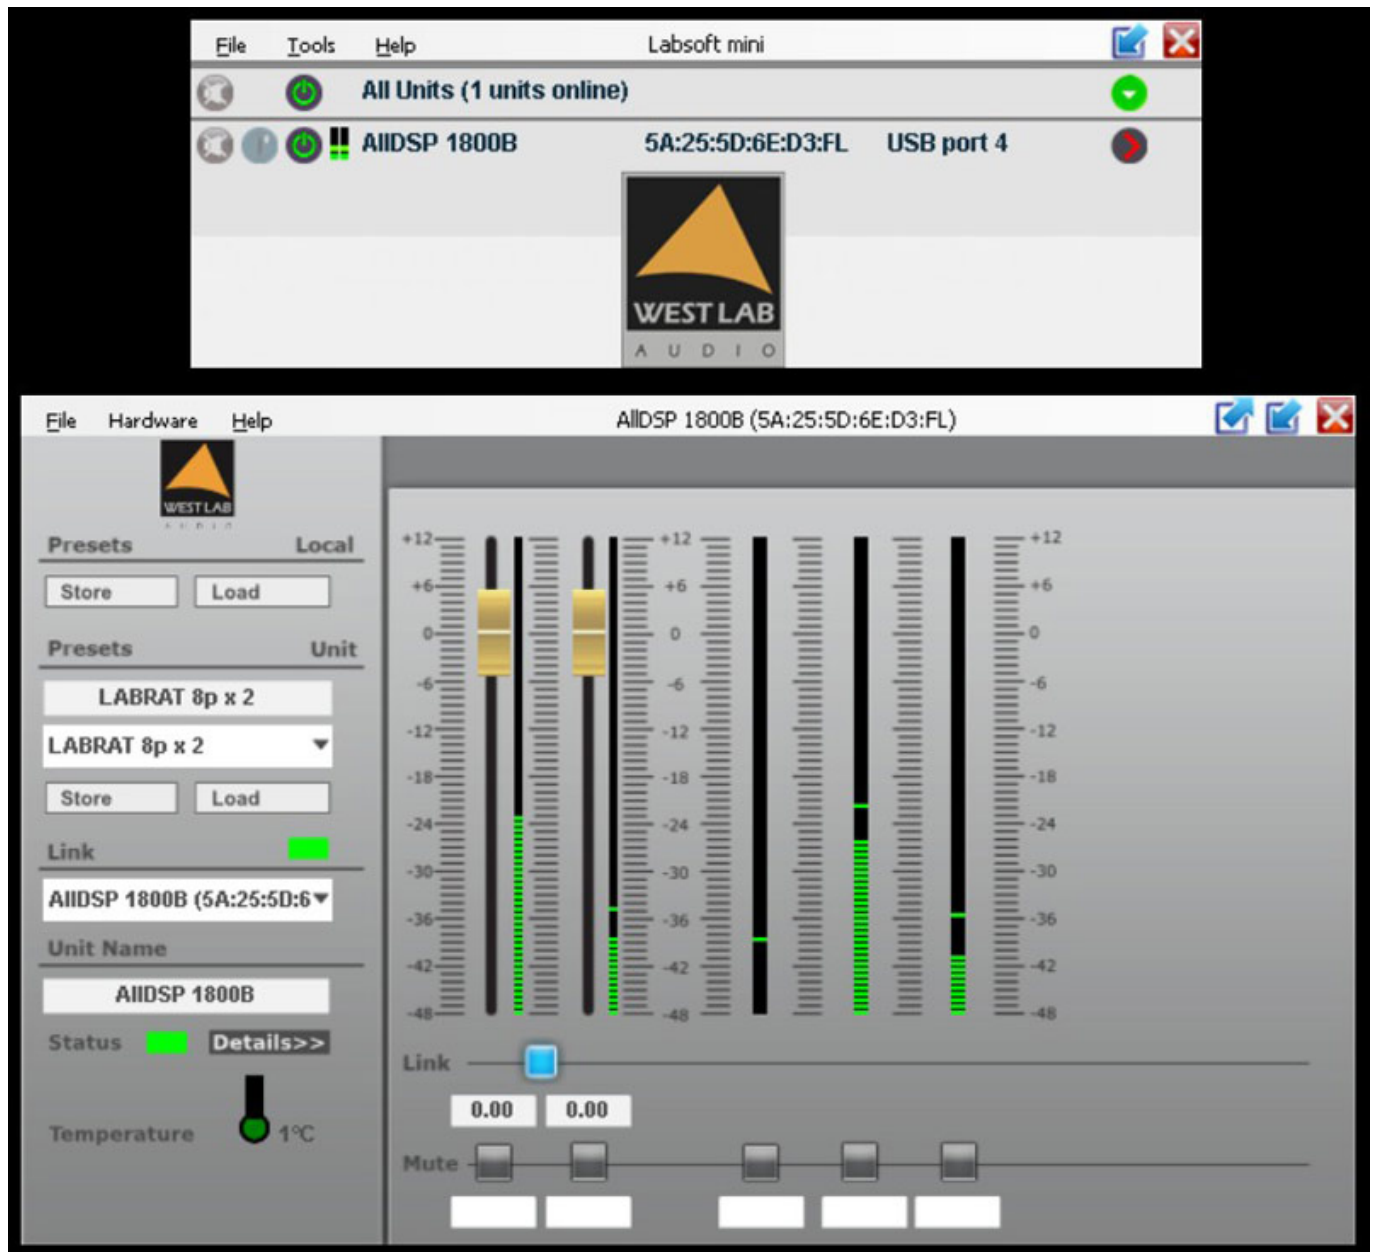 File Tools Help Labsoft mini
All Units (1 units online)
AllDSP 1800B 5A:25:5D:6E:D3:FL USB port 4
WEST LAB
AUDIO
File Hardware Help AllDSP 1800B (5A:25:5D:6E:D3:FL)
WEST LAB
AUDIO
Presets Local
Store Load
Presets Unit
LABRAT 8p x 2
LABRAT 8p x 2
Store Load
Link
AllDSP 1800B (5A:25:5D:6
Unit Name
AllDSP 1800B
Status Details>>
Temperature 1°C
+12 +12 +12
+6 +6 +6
0 0 0
-6 -6 -6
-12 -12 -12
-18 -18 -18
-24 -24 -24
-30 -30 -30
-36 -36 -36
-42 -42 -42
-48 -48 -48
Link
0.00 0.00
Mute